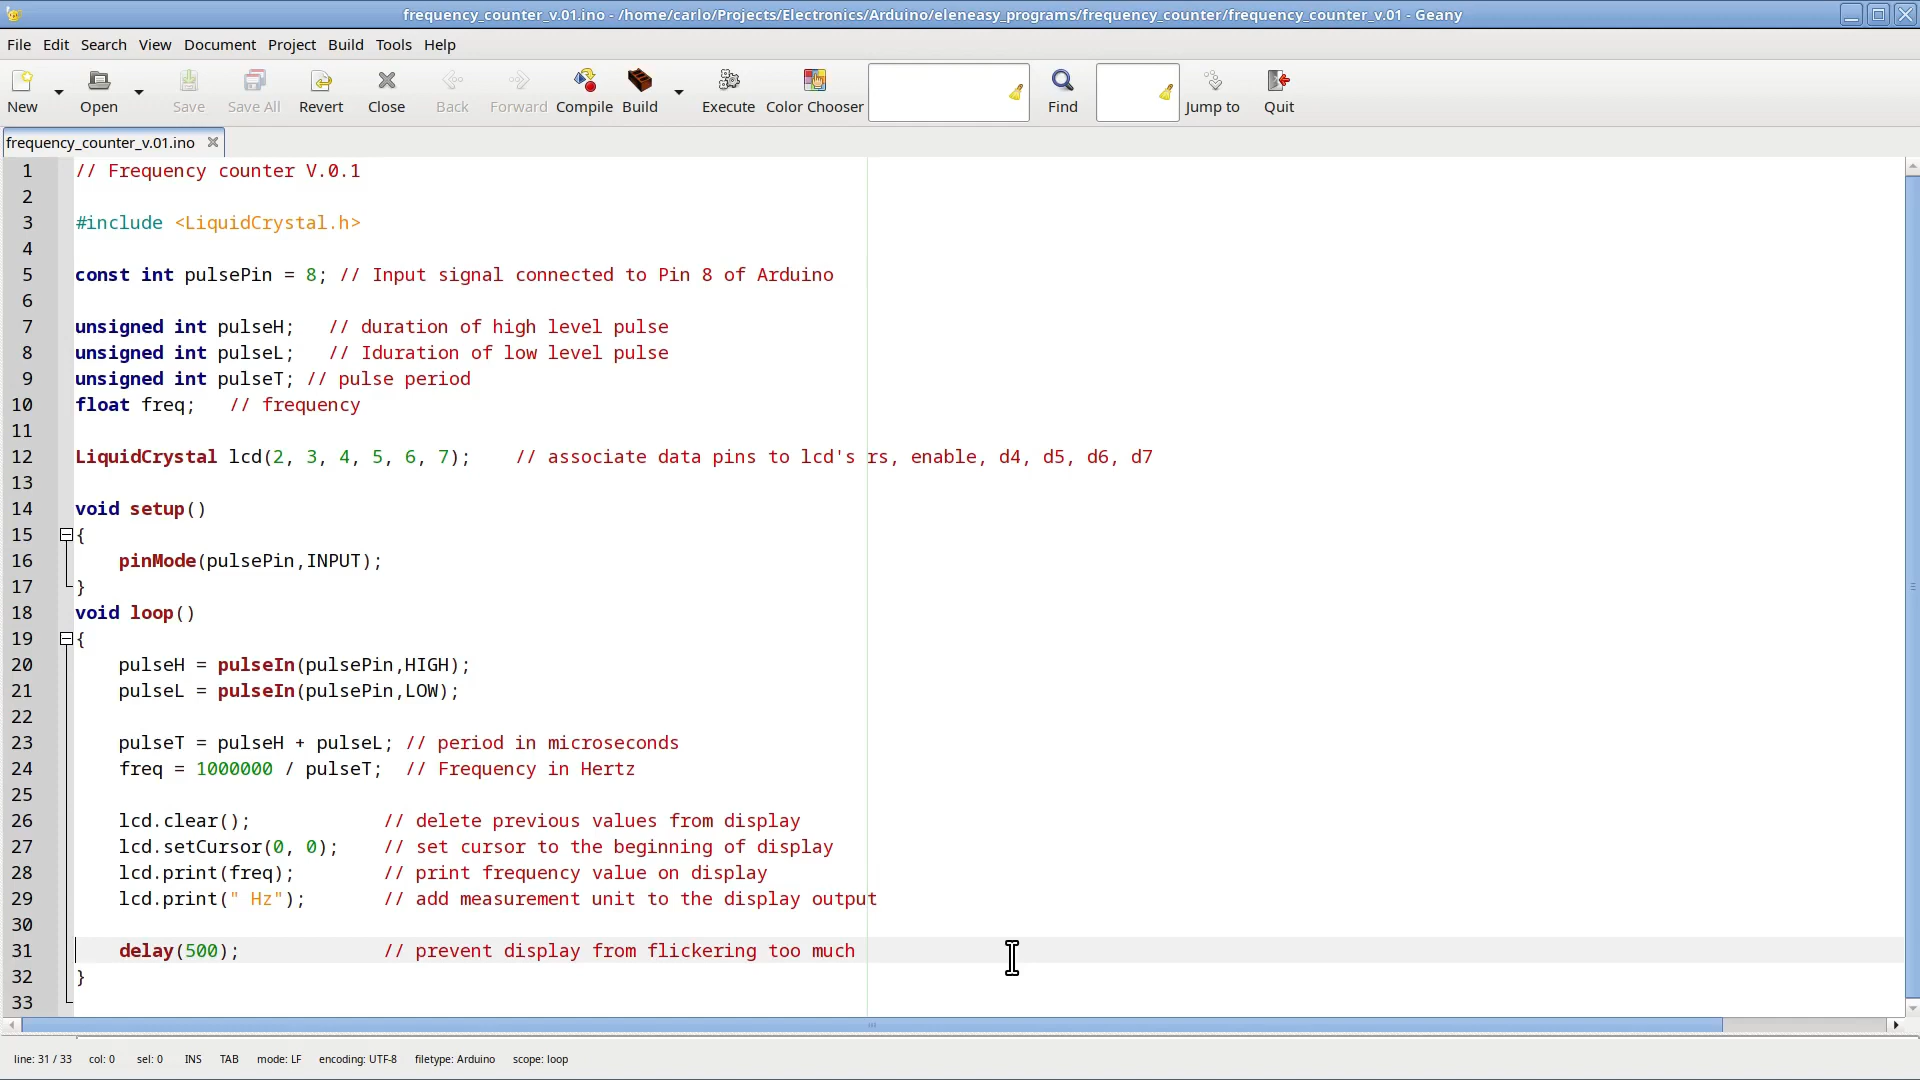 frequency_counter_v.01.ino - /home/carlo/Projects/Electronics/Arduino/eleneasy_programs/frequency_counter/frequency_counter_v.01 - Geany
File Edit Search View Document Project Build Tools Help
New Open Save Save All Revert Close Back Forward Compile Build Execute Color Chooser Find Jump to Quit
frequency_counter_v.01.ino
1 // Frequency counter V.0.1
2
3 #include <LiquidCrystal.h>
4
5 const int pulsePin = 8; // Input signal connected to Pin 8 of Arduino
6
7 unsigned int pulseH;   // duration of high level pulse
8 unsigned int pulseL;   // Iduration of low level pulse
9 unsigned int pulseT; // pulse period
10 float freq;   // frequency
11
12 LiquidCrystal lcd(2, 3, 4, 5, 6, 7);    // associate data pins to lcd's rs, enable, d4, d5, d6, d7
13
14 void setup()
15 {
16     pinMode(pulsePin,INPUT);
17 }
18 void loop()
19 {
20     pulseH = pulseIn(pulsePin,HIGH);
21     pulseL = pulseIn(pulsePin,LOW);
22
23     pulseT = pulseH + pulseL; // period in microseconds
24     freq = 1000000 / pulseT;  // Frequency in Hertz
25
26     lcd.clear();            // delete previous values from display
27     lcd.setCursor(0, 0);    // set cursor to the beginning of display
28     lcd.print(freq);        // print frequency value on display
29     lcd.print(" Hz");       // add measurement unit to the display output
30
31     delay(500);             // prevent display from flickering too much
32 }
33
line: 31 / 33 col: 0 sel: 0 INS TAB mode: LF encoding: UTF-8 filetype: Arduino scope: loop